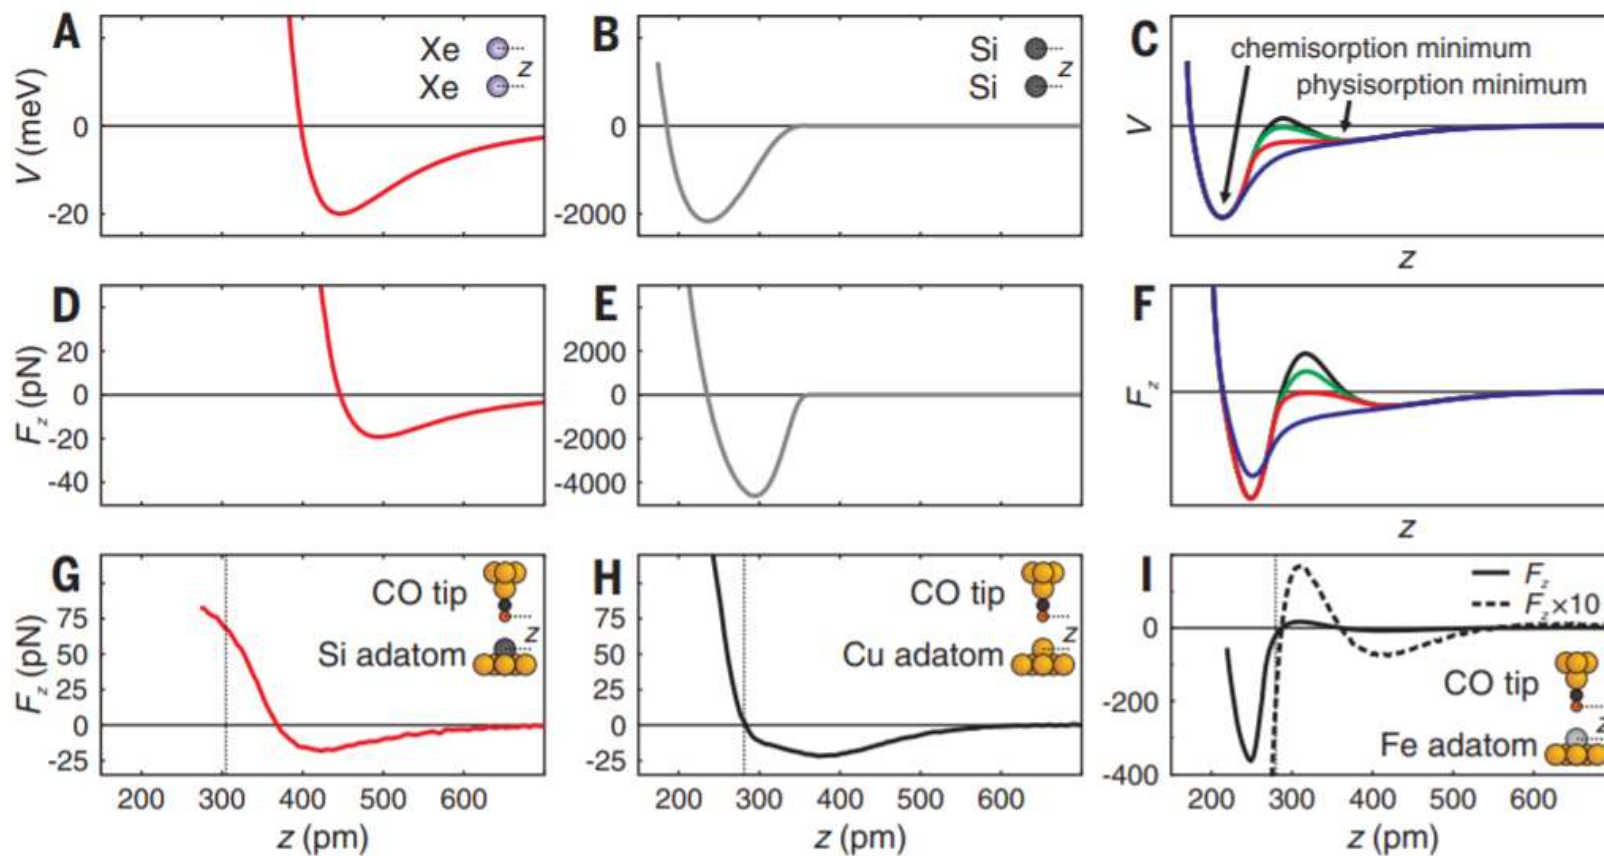 A
Xe
Xe
z
V (meV)
0
-20
B
Si
Si
z
0
-2000
C
chemisorption minimum
physisorption minimum
V
z
D
F_z (pN)
20
0
-20
-40
E
2000
0
-2000
-4000
F
F_z
z
G
CO tip
z
Si adatom
F_z (pN)
75
50
25
0
-25
200 300 400 500 600
z (pm)
H
CO tip
z
Cu adatom
75
50
25
0
-25
200 300 400 500 600
z (pm)
I
F_z
F_z×10
0
-200
-400
CO tip
z
Fe adatom
200 300 400 500 600
z (pm)